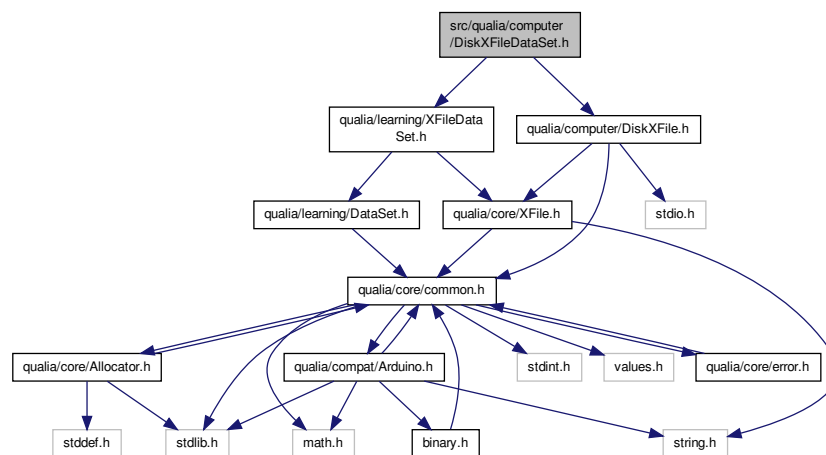 src/qualia/computer
/DiskXFileDataSet.h
qualia/learning/XFileData
Set.h
qualia/computer/DiskXFile.h
qualia/learning/DataSet.h
qualia/core/XFile.h
stdio.h
qualia/core/common.h
qualia/core/Allocator.h
qualia/compat/Arduino.h
stdint.h
values.h
qualia/core/error.h
stddef.h
stdlib.h
math.h
binary.h
string.h